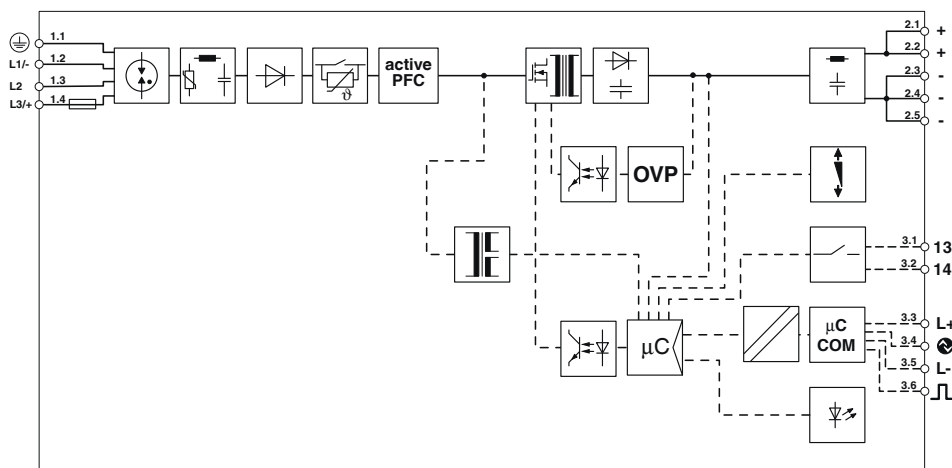 1.1
L1/- 1.2
L2 1.3
L3/+ 1.4
ϑ
active
PFC
2.1 +
2.2 +
2.3 -
2.4 -
2.5 -
OVP
3.1 13
3.2 14
µC
µC
COM
3.3 L+
3.4
3.5 L-
3.6